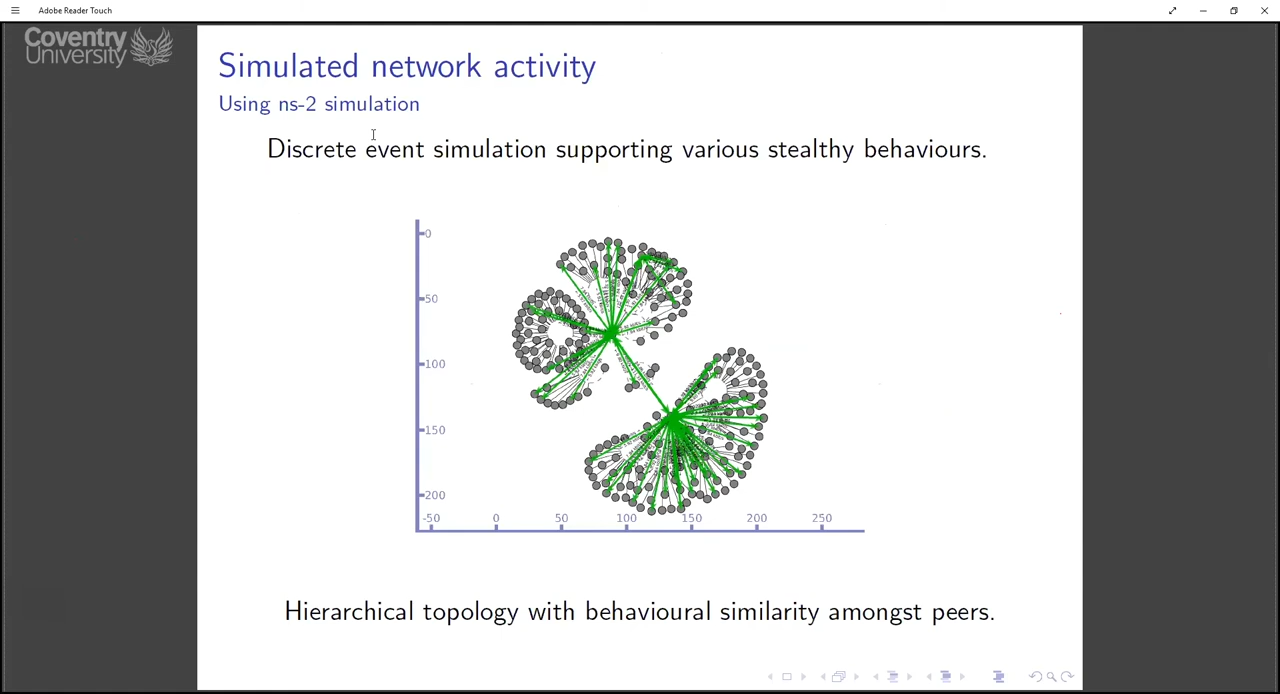 Adobe Reader Touch
Coventry
University
Simulated network activity
Using ns-2 simulation
Discrete event simulation supporting various stealthy behaviours.
0
50
100
150
200
-50 0 50 100 150 200 250
Hierarchical topology with behavioural similarity amongst peers.